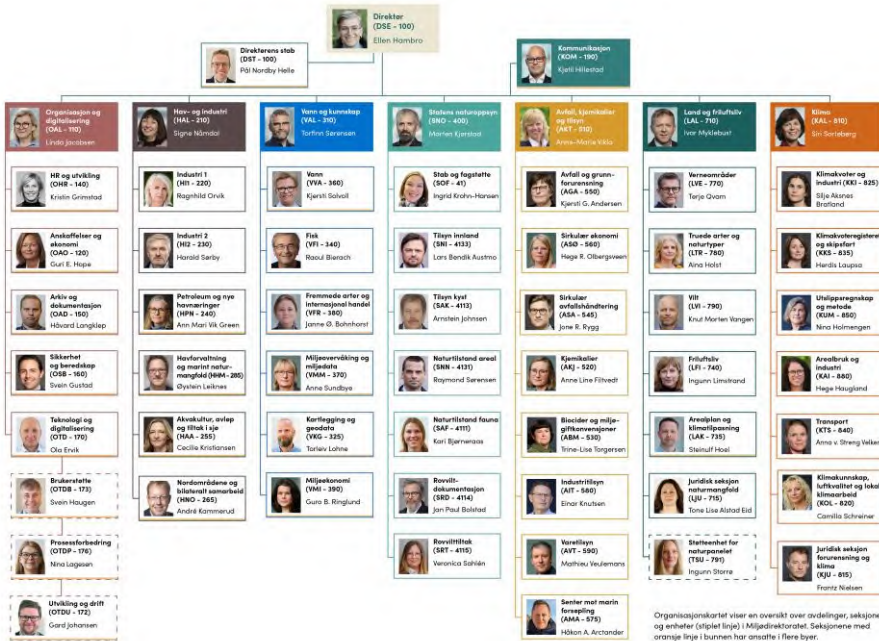 Direktør
(DSE - 100)
Ellen Hambro
Direktørens stab
(DST - 100)
Pål Nordby Helle
Kommunikasjon
(KOM - 190)
Kjetil Hillestad
Organisasjon og
digitalisering
(OAL - 110)
Linda Jacobsen
HR og utvikling
(OHR - 140)
Kristin Grimstad
Anskaffelser og
økonomi
(OAO - 120)
Guri E. Hope
Arkiv og
dokumentasjon
(OAD - 150)
Håvard Langklep
Sikkerhet
og beredskap
(OSB - 160)
Svein Gustad
Teknologi og
digitalisering
(OTD - 170)
Ola Ervik
Brukerstøtte
(OTDB - 173)
Svein Haugen
Prosessforbedring
(OTDP - 176)
Nina Lagesen
Utvikling og drift
(OTDU - 172)
Gard Johansen
Hav- og industri
(HAL - 210)
Signe Nåmdal
Industri 1
(HI1 - 220)
Ragnhild Orvik
Industri 2
(HI2 - 230)
Harald Sørby
Petroleum og nye
havnæringer
(HPN - 240)
Ann Mari Vik Green
Havforvaltning
og marint natur-
mangfold (HHM - 285)
Øystein Leiknes
Akvakultur, avløp
og tiltak i sjø
(HAA - 255)
Cecilie Kristiansen
Nordområdene og
bilateralt samarbeid
(HNO - 265)
André Kammerud
Vann og kunnskap
(VAL - 310)
Torfinn Sørensen
Vann
(VVA - 360)
Kjersti Solvoll
Fisk
(VFI - 340)
Raoul Bierach
Fremmede arter og
internasjonal handel
(VFR - 380)
Janne Ø. Bohnhorst
Miljøovervåking og
miljødata
(VMM - 370)
Anne Sundbye
Kartlegging og
geodata
(VKG - 325)
Torleiv Lohne
Miljøøkonomi
(VMI - 390)
Guro B. Ringlund
Statens naturoppsyn
(SNO - 400)
Morten Kjørstad
Stab og fagstøtte
(SOF - 41)
Ingrid Krohn-Hansen
Tilsyn innland
(SNI - 4133)
Lars Bendik Austmo
Tilsyn kyst
(SAK - 4113)
Arnstein Johnsen
Naturtilstand areal
(SNN - 4131)
Raymond Sørensen
Naturtilstand fauna
(SAF - 4111)
Kari Bjørneraas
Rovvilt-
dokumentasjon
(SRD - 4114)
Jan Paul Bolstad
Rovvilttiltak
(SRT - 4115)
Veronica Sahlén
Avfall, kjemikalier
og tilsyn
(AKT - 510)
Anne-Marie Vikla
Avfall og grunn-
forurensning
(AGA - 550)
Kjersti G. Andersen
Sirkulær økonomi
(ASØ - 560)
Hege R. Olbergsveen
Sirkulær
avfallshåndtering
(ASA - 545)
Jone R. Rygg
Kjemikalier
(AKJ - 520)
Anne Line Filtvedt
Biocider og miljø-
giftkonvensjoner
(ABM - 530)
Trine-Lise Torgersen
Industritilsyn
(AIT - 580)
Einar Knutsen
Varetilsyn
(AVT - 590)
Mathieu Veulemans
Senter mot marin
forsøpling
(AMA - 575)
Håkon A. Arctander
Land og friluftsliv
(LAL - 710)
Ivar Myklebust
Verneområder
(LVE - 770)
Terje Qvam
Truede arter og
naturtyper
(LTR - 780)
Aina Holst
Vilt
(LVI - 790)
Knut Morten Vangen
Friluftsliv
(LFI - 740)
Ingunn Limstrand
Arealplan og
klimatilpasning
(LAK - 735)
Steinulf Hoel
Juridisk seksjon
naturmangfold
(LJU - 715)
Tone Lise Alstad Eid
Støtteenhet for
naturpanelet
(TSU - 791)
Ingunn Storrø
Klima
(KAL - 810)
Siri Sorteberg
Klimakvoter og
industri (KKI - 825)
Silje Aksnes
Bratland
Klimakvoteregisteret
og skipsfart
(KKS - 835)
Herdis Laupsa
Utslippsregnskap
og metode
(KUM - 850)
Nina Holmengen
Arealbruk og
industri
(KAI - 880)
Hege Haugland
Transport
(KTS - 840)
Anna v. Streng Velken
Klimakunnskap,
luftkvalitet og lokalt
klimaarbeid
(KOL - 820)
Camilla Schreiner
Juridisk seksjon
forurensning og
klima
(KJU - 815)
Frantz Nielsen
Organisasjonskartet viser en oversikt over avdelinger, seksjoner
og enheter (stiplet linje) i Miljødirektoratet. Seksjonene med
oransje linje i bunnen har ansatte i flere byer.